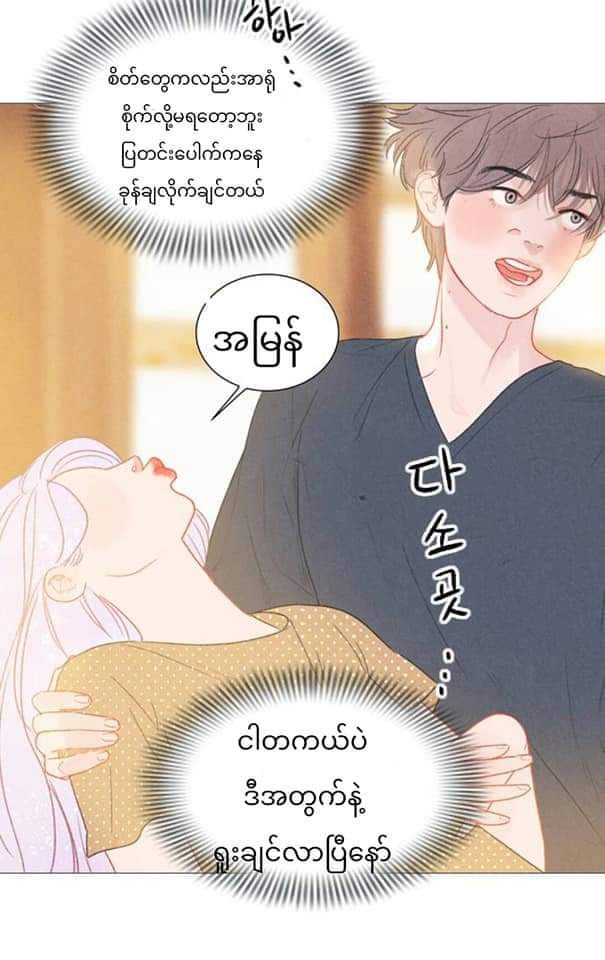 하아
စိတ်တွေကလည်းအာရုံ
စိုက်လို့မရတော့ဘူး
ပြတင်းပေါက်ကနေ
ခုန်ချလိုက်ချင်တယ်
အမြန်
다
소
곳
...
ငါတကယ်ပဲ
ဒီအတွက်နဲ့
ရူးချင်လာပြီနော်